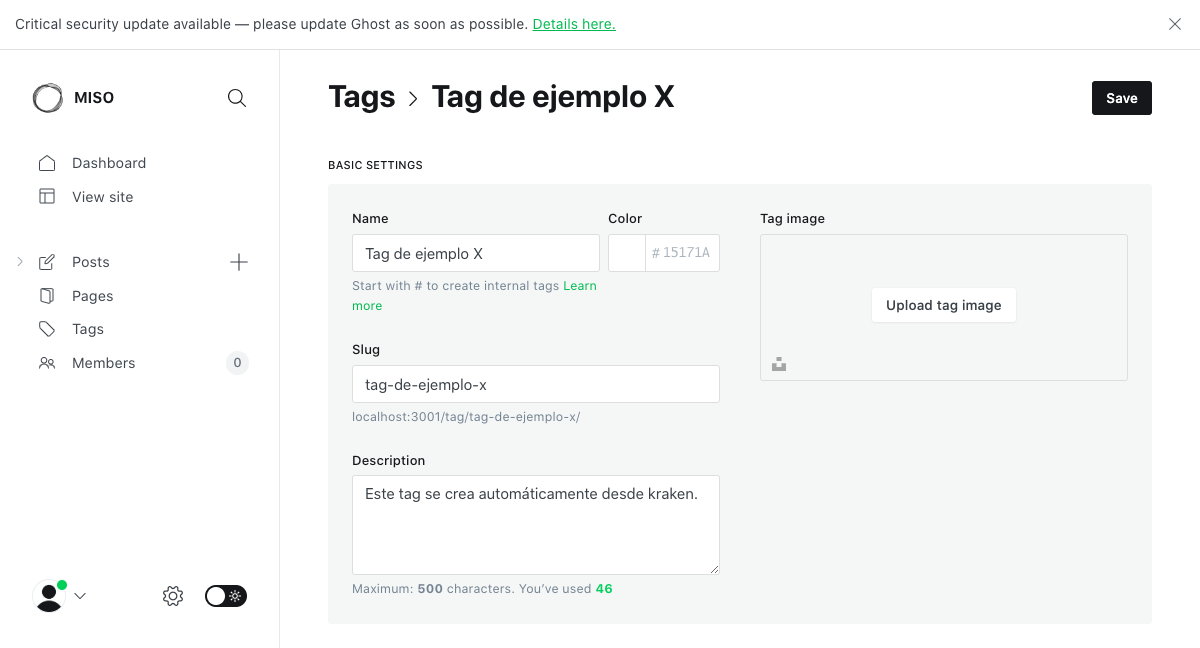 Critical security update available — please update Ghost as soon as possible. Details here.
MISO
Dashboard
View site
Posts
Pages
Tags
Members 0
Tags > Tag de ejemplo X
Save
BASIC SETTINGS
Name
Tag de ejemplo X
Start with # to create internal tags Learn
more
Color
# 15171A
Slug
tag-de-ejemplo-x
localhost:3001/tag/tag-de-ejemplo-x/
Description
Este tag se crea automáticamente desde kraken.
Maximum: 500 characters. You’ve used 46
Tag image
Upload tag image